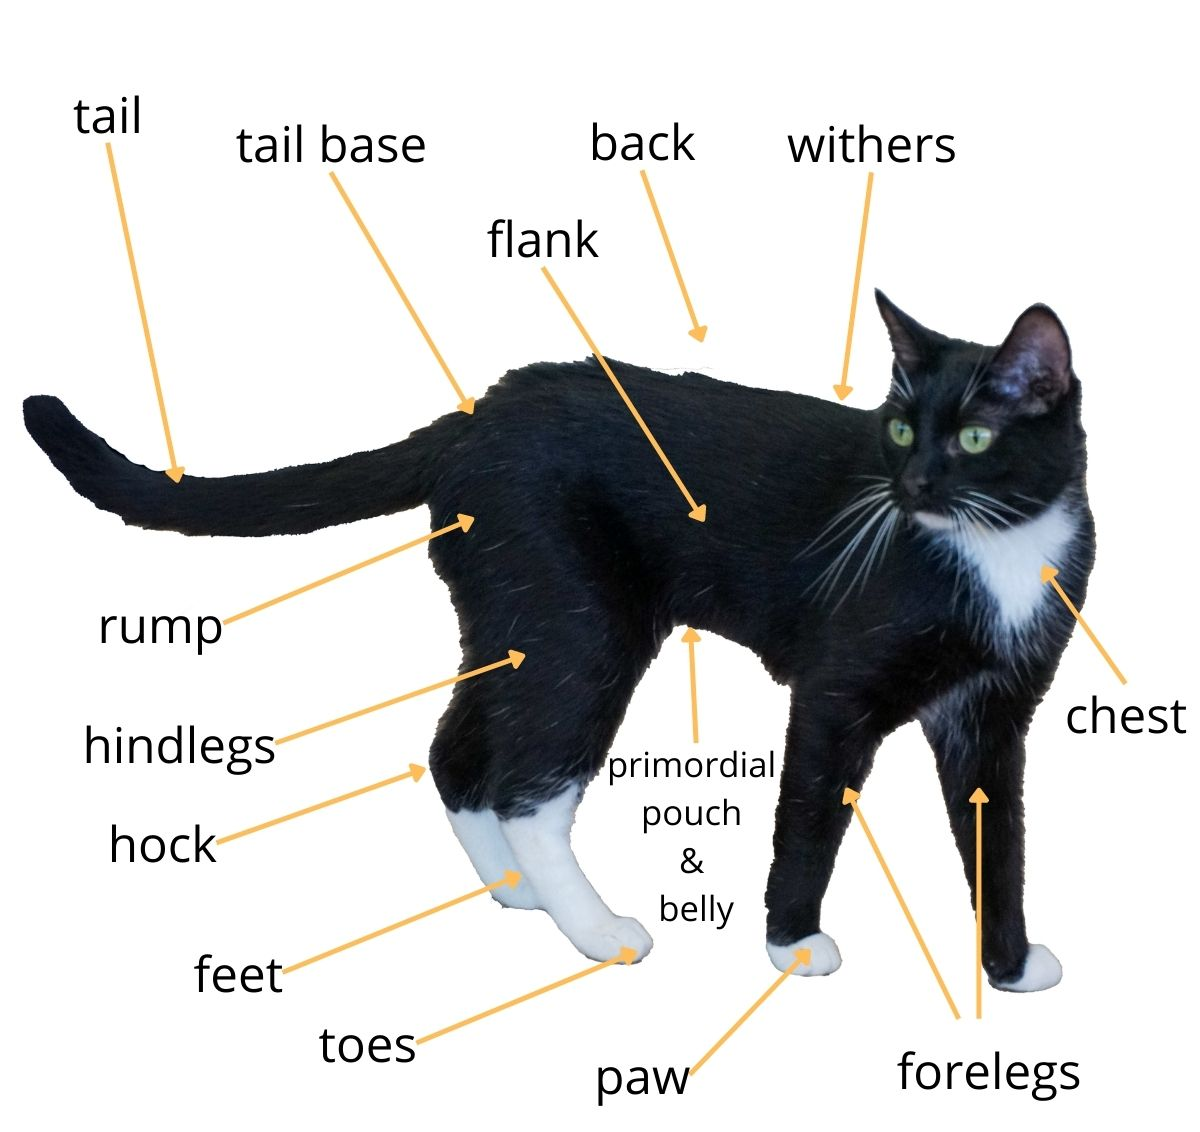 tail
tail base
back
withers
flank
rump
hindlegs
hock
feet
toes
primordial
pouch
&
belly
paw
forelegs
chest